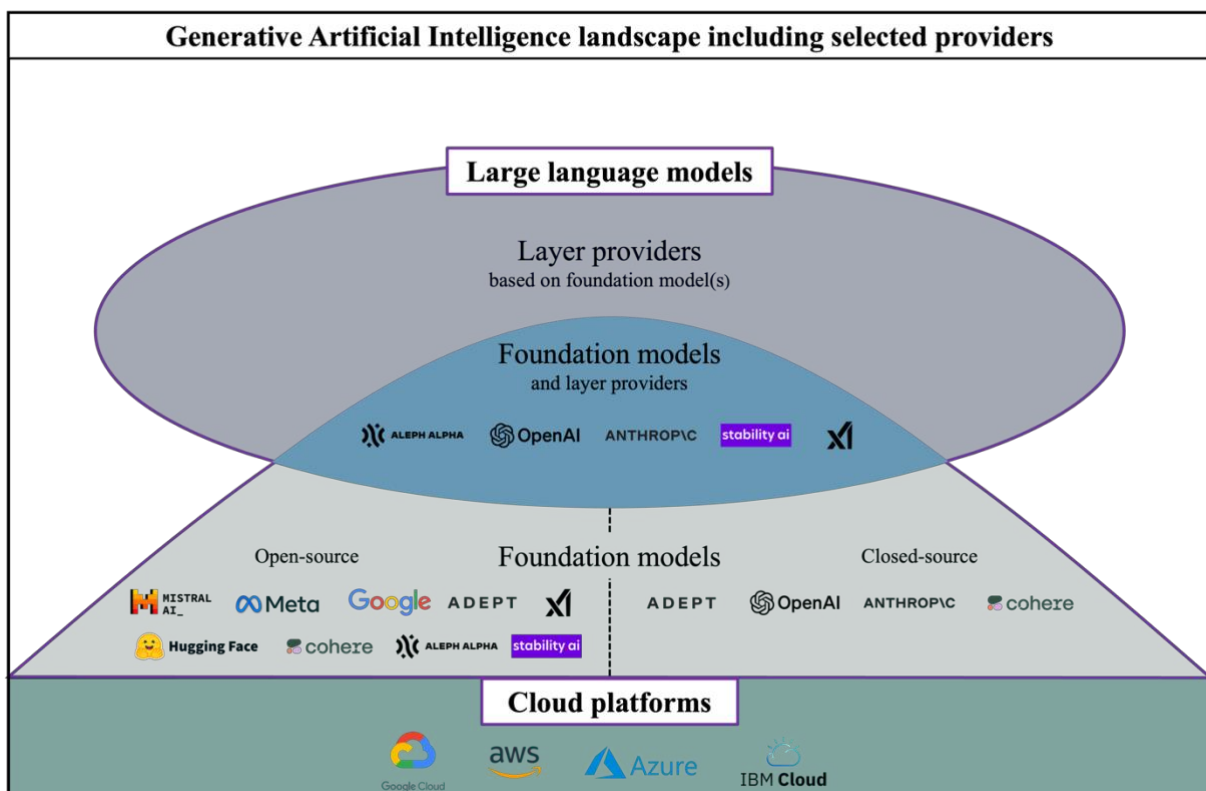 Generative Artificial Intelligence landscape including selected providers
Large language models
Layer providers
based on foundation model(s)
Foundation models
and layer providers
ALEPH ALPHA OpenAI ANTHROP\C stability ai xI
Open-source Foundation models Closed-source
MISTRAL AI_ Meta Google ADEPT xI ADEPT OpenAI ANTHROP\C cohere
Hugging Face cohere ALEPH ALPHA stability ai
Cloud platforms
Google Cloud aws Azure IBM Cloud